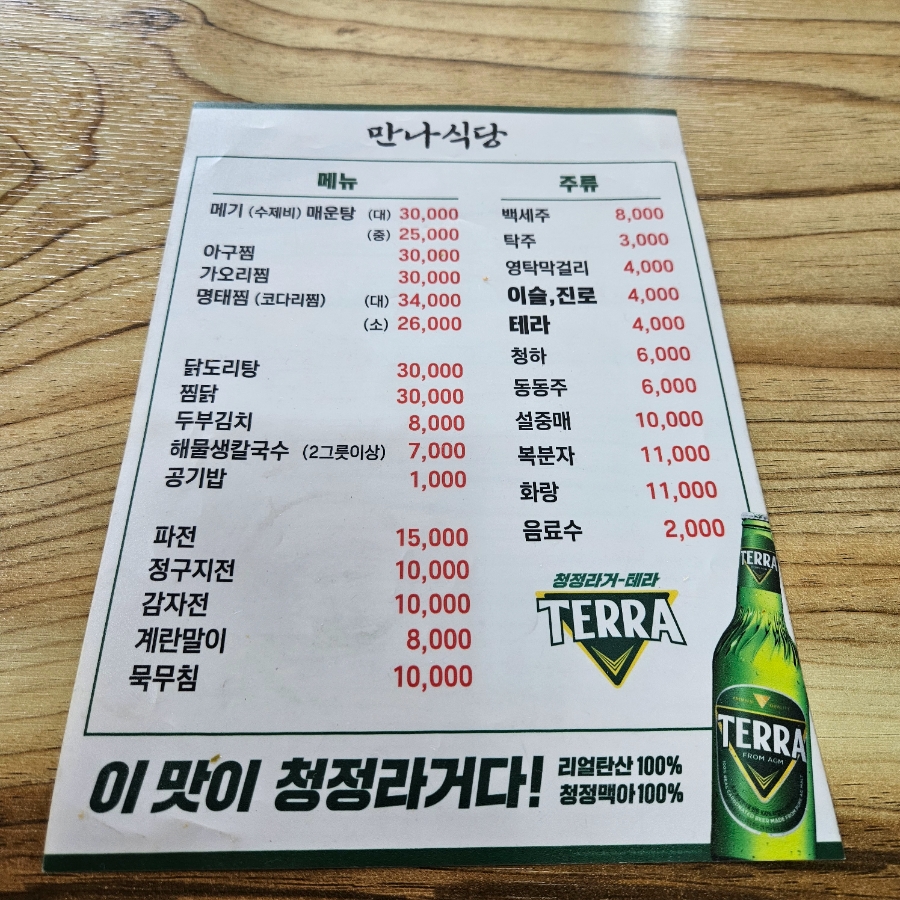 만나식당
메뉴
메기 (수제비) 매운탕 (대) 30,000
(중) 25,000
아구찜 30,000
가오리찜 30,000
명태찜 (코다리찜) (대) 34,000
(소) 26,000
닭도리탕 30,000
찜닭 30,000
두부김치 8,000
해물생칼국수 (2그릇이상) 7,000
공기밥 1,000
파전 15,000
정구지전 10,000
감자전 10,000
계란말이 8,000
묵무침 10,000
주류
백세주 8,000
탁주 3,000
영탁막걸리 4,000
이슬,진로 4,000
테라 4,000
청하 6,000
동동주 6,000
설중매 10,000
복분자 11,000
화랑 11,000
음료수 2,000
청정라거-테라
TERRA
TERRA
TERRA
FROM AGM
이 맛이 청정라거다!
리얼탄산 100%
청정맥아 100%